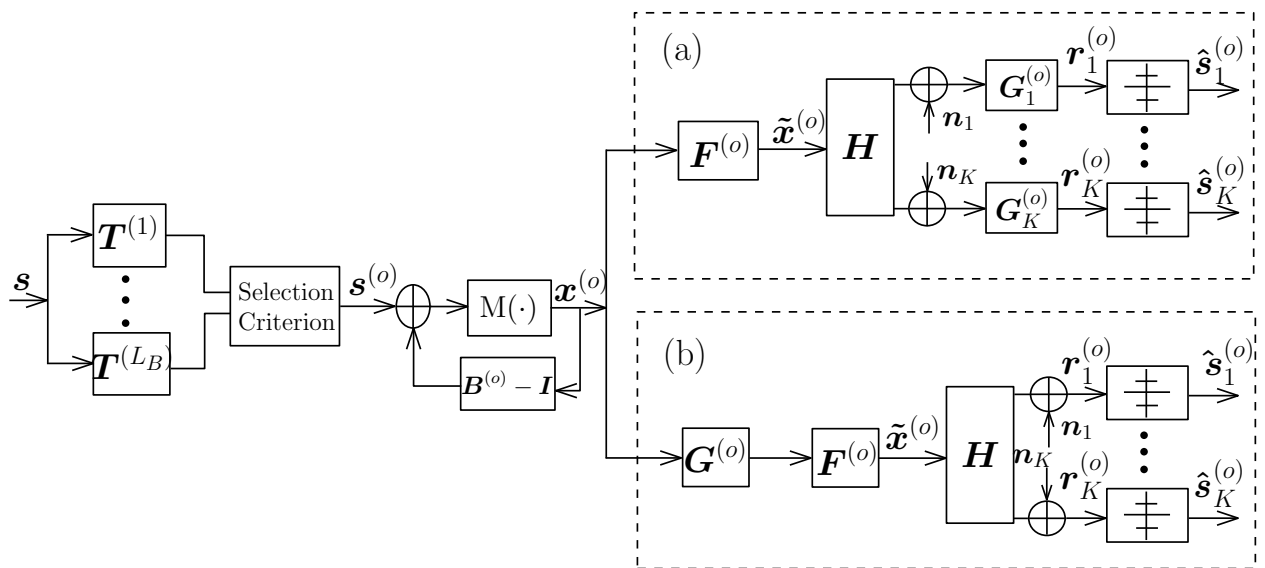 s
T^{(1)}
T^{(L_B)}
Selection
Criterion
s^{(o)}
M(·)
x^{(o)}
B^{(o)} − I
(a)
F^{(o)}
x̃^{(o)}
H
n_1
n_K
G_1^{(o)}
G_K^{(o)}
r_1^{(o)}
r_K^{(o)}
ŝ_1^{(o)}
ŝ_K^{(o)}
(b)
G^{(o)}
F^{(o)}
x̃^{(o)}
H
n_1
n_K
r_1^{(o)}
r_K^{(o)}
ŝ_1^{(o)}
ŝ_K^{(o)}